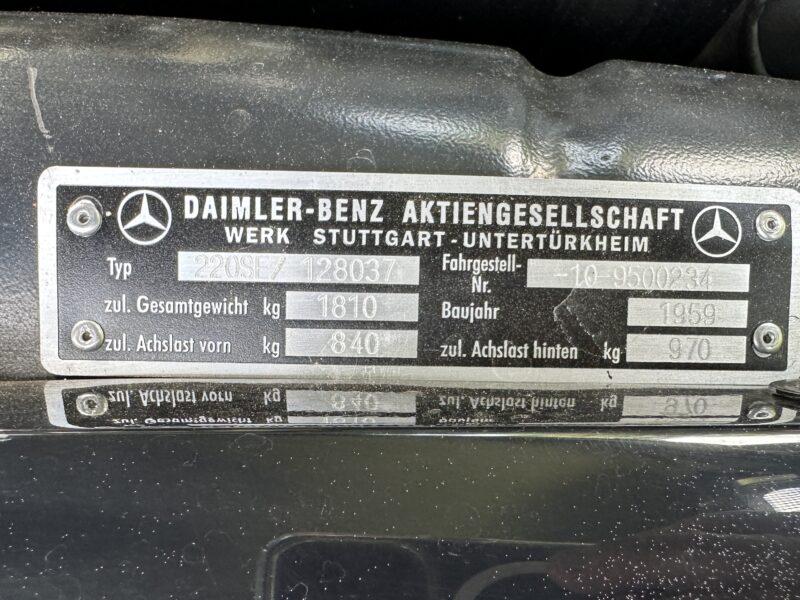 DAIMLER-BENZ AKTIENGESELLSCHAFT
WERK STUTTGART-UNTERTÜRKHEIM
Typ 220SE/ 128037 Fahrgestell-Nr. -10-9500234
zul. Gesamtgewicht kg 1810 Baujahr 1959
zul. Achslast vorn kg 840 zul. Achslast hinten kg 970